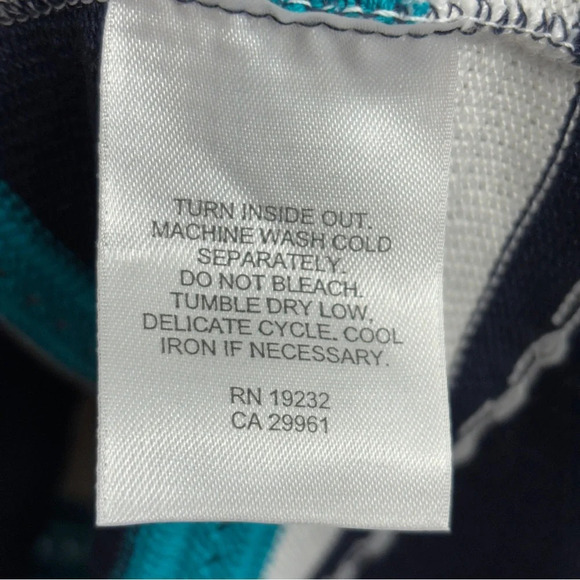 TURN INSIDE OUT.
MACHINE WASH COLD
SEPARATELY.
DO NOT BLEACH.
TUMBLE DRY LOW,
DELICATE CYCLE. COOL
IRON IF NECESSARY.
RN 19232
CA 29961